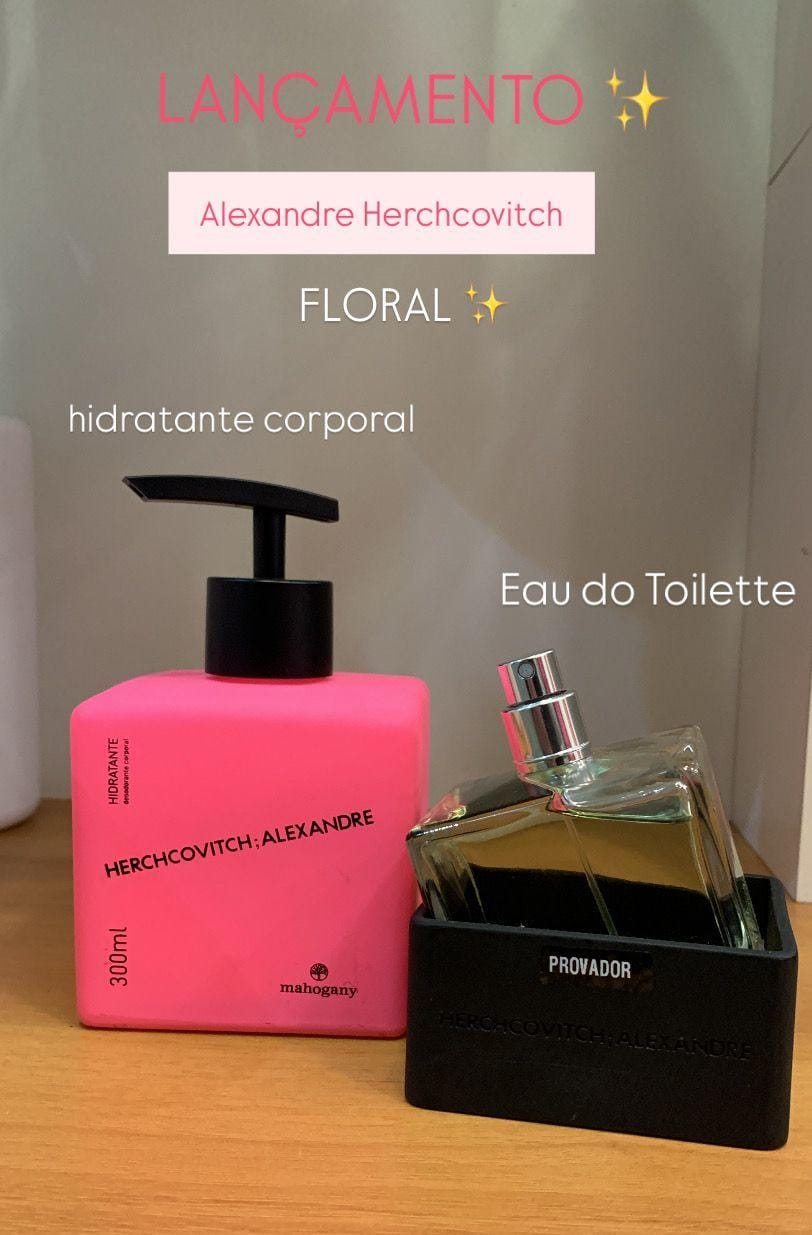 LANÇAMENTO ✨
Alexandre Herchcovitch
FLORAL ✨
hidratante corporal
Eau do Toilette
HIDRATANTE
desodorante corporal
HERCHCOVITCH;ALEXANDRE
300ml
mahogany
PROVADOR
HERCHCOVITCH;ALEXANDRE